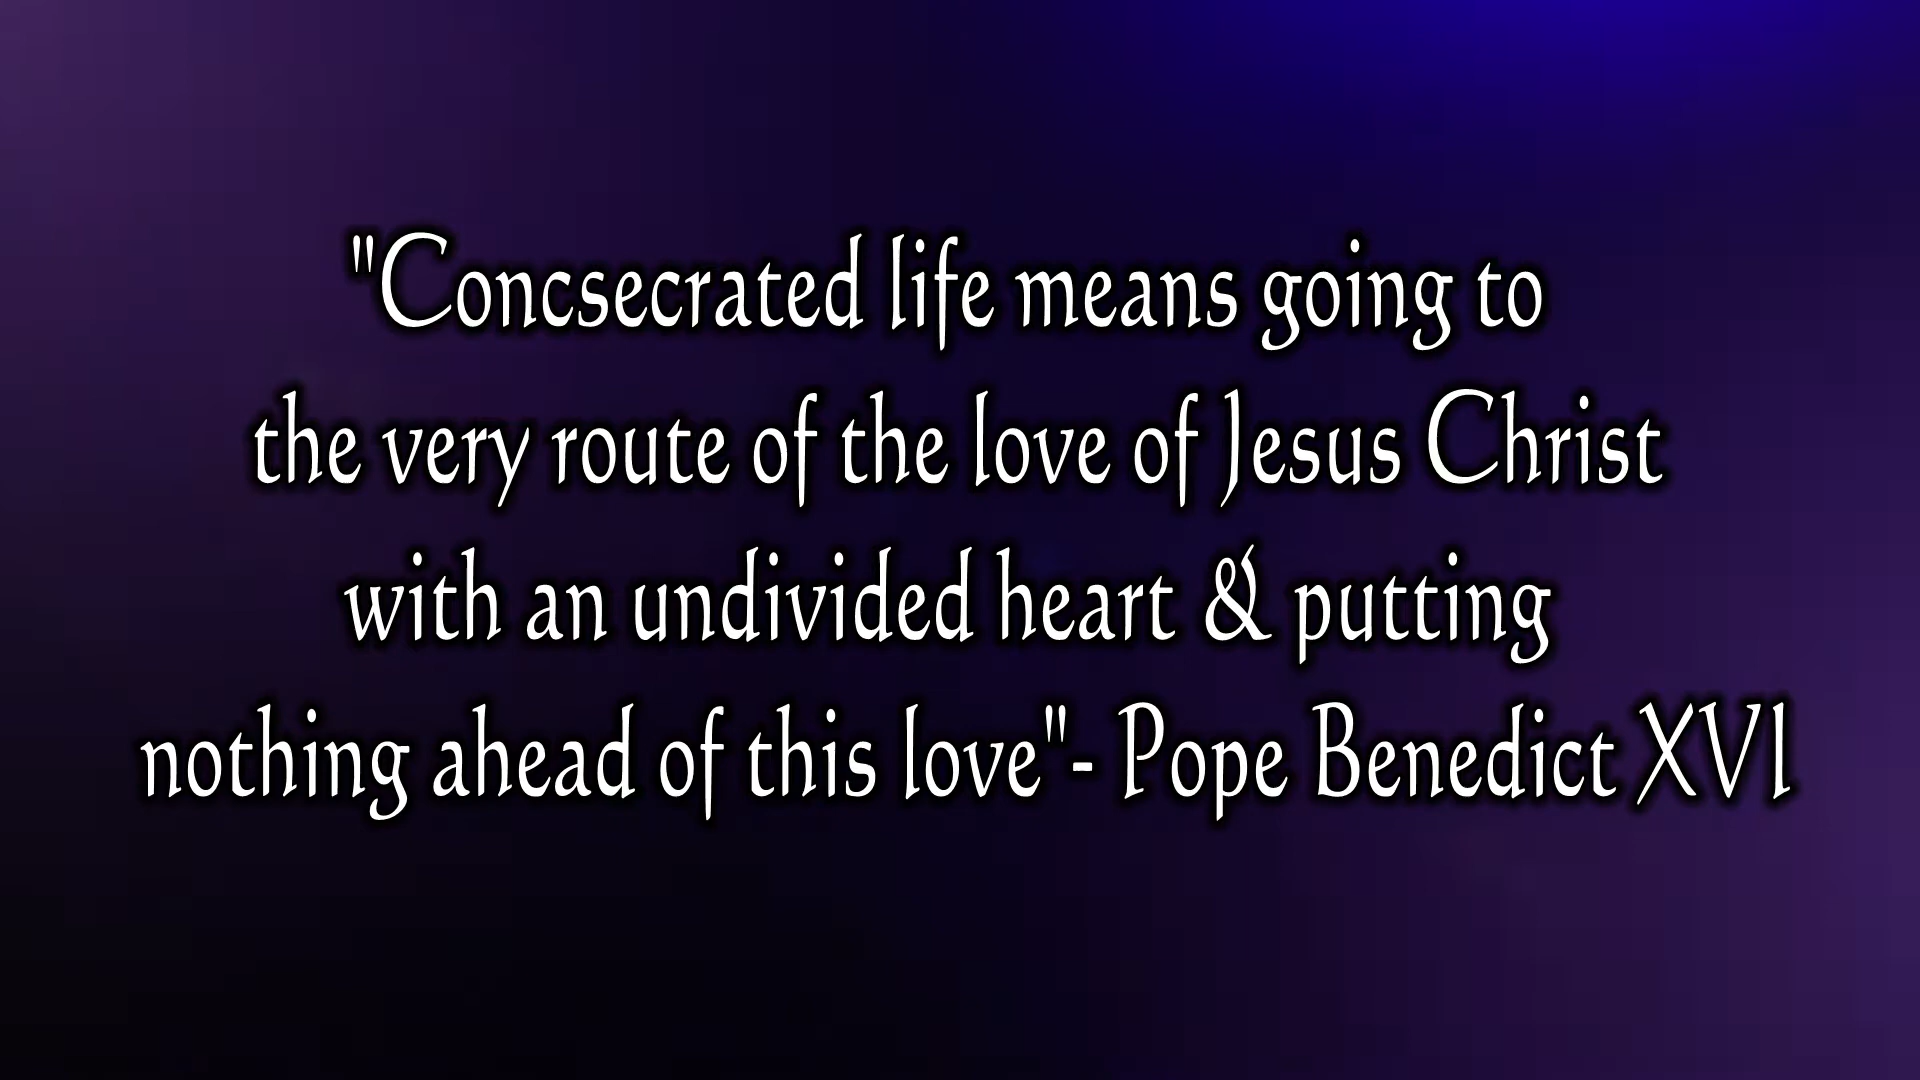 "Concsecrated life means going to
the very route of the love of Jesus Christ
with an undivided heart & putting
nothing ahead of this love"- Pope Benedict XVI